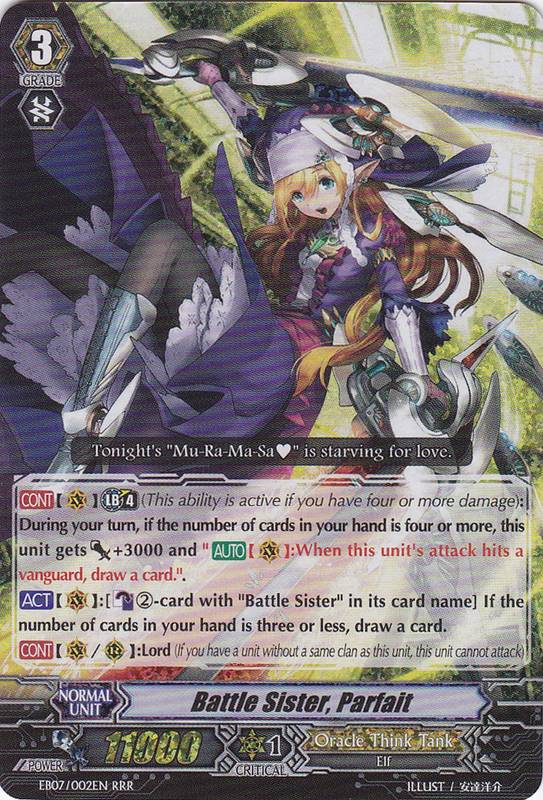 3
GRADE
Tonight's "Mu-Ra-Ma-Sa♥" is starving for love.
CONT【 】 LB 4 (This ability is active if you have four or more damage):
During your turn, if the number of cards in your hand is four or more, this
unit gets +3000 and "AUTO【 】:When this unit's attack hits a
vanguard, draw a card.".
ACT【 】:[ ②-card with "Battle Sister" in its card name] If the
number of cards in your hand is three or less, draw a card.
CONT【 / 】:Lord (If you have a unit without a same clan as this unit, this unit cannot attack)
NORMAL
UNIT
Battle Sister, Parfait
POWER 11000
1
CRITICAL
Oracle Think Tank
Elf
EB07/002EN RRR
ILLUST / 安達洋介